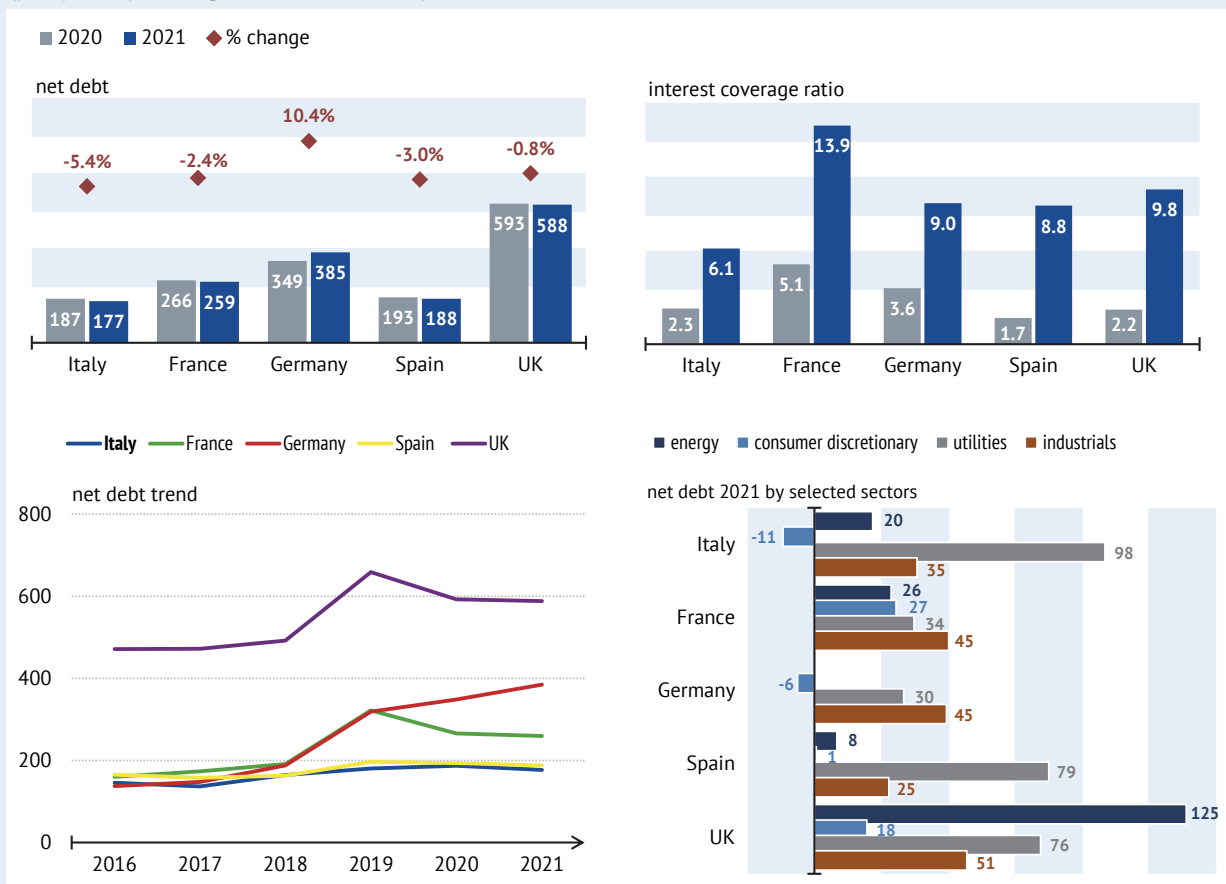 2020 2021 % change
net debt
10.4%
-5.4% -2.4% -3.0% -0.8%
187 177 266 259 349 385 193 188 593 588
Italy France Germany Spain UK
interest coverage ratio
2.3 6.1 5.1 13.9 3.6 9.0 1.7 8.8 2.2 9.8
Italy France Germany Spain UK
Italy France Germany Spain UK
net debt trend
800
600
400
200
0
2016 2017 2018 2019 2020 2021
energy consumer discretionary utilities industrials
net debt 2021 by selected sectors
20
-11
Italy
98
35
26
27
France
34
45
-6
Germany
30
45
8
1
Spain
79
25
125
18
UK
76
51